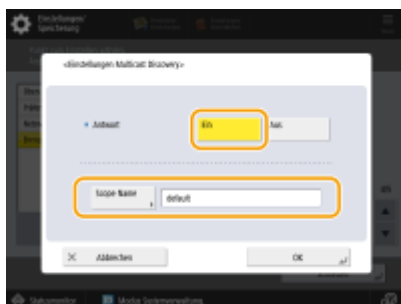 Einstellungen/
Speicherung
<Einstellungen Multicast Discovery>
Antwort
Ein
Aus
Scope Name
default
Abbrechen
OK
Statusmonitor
Modus Systemverwaltung